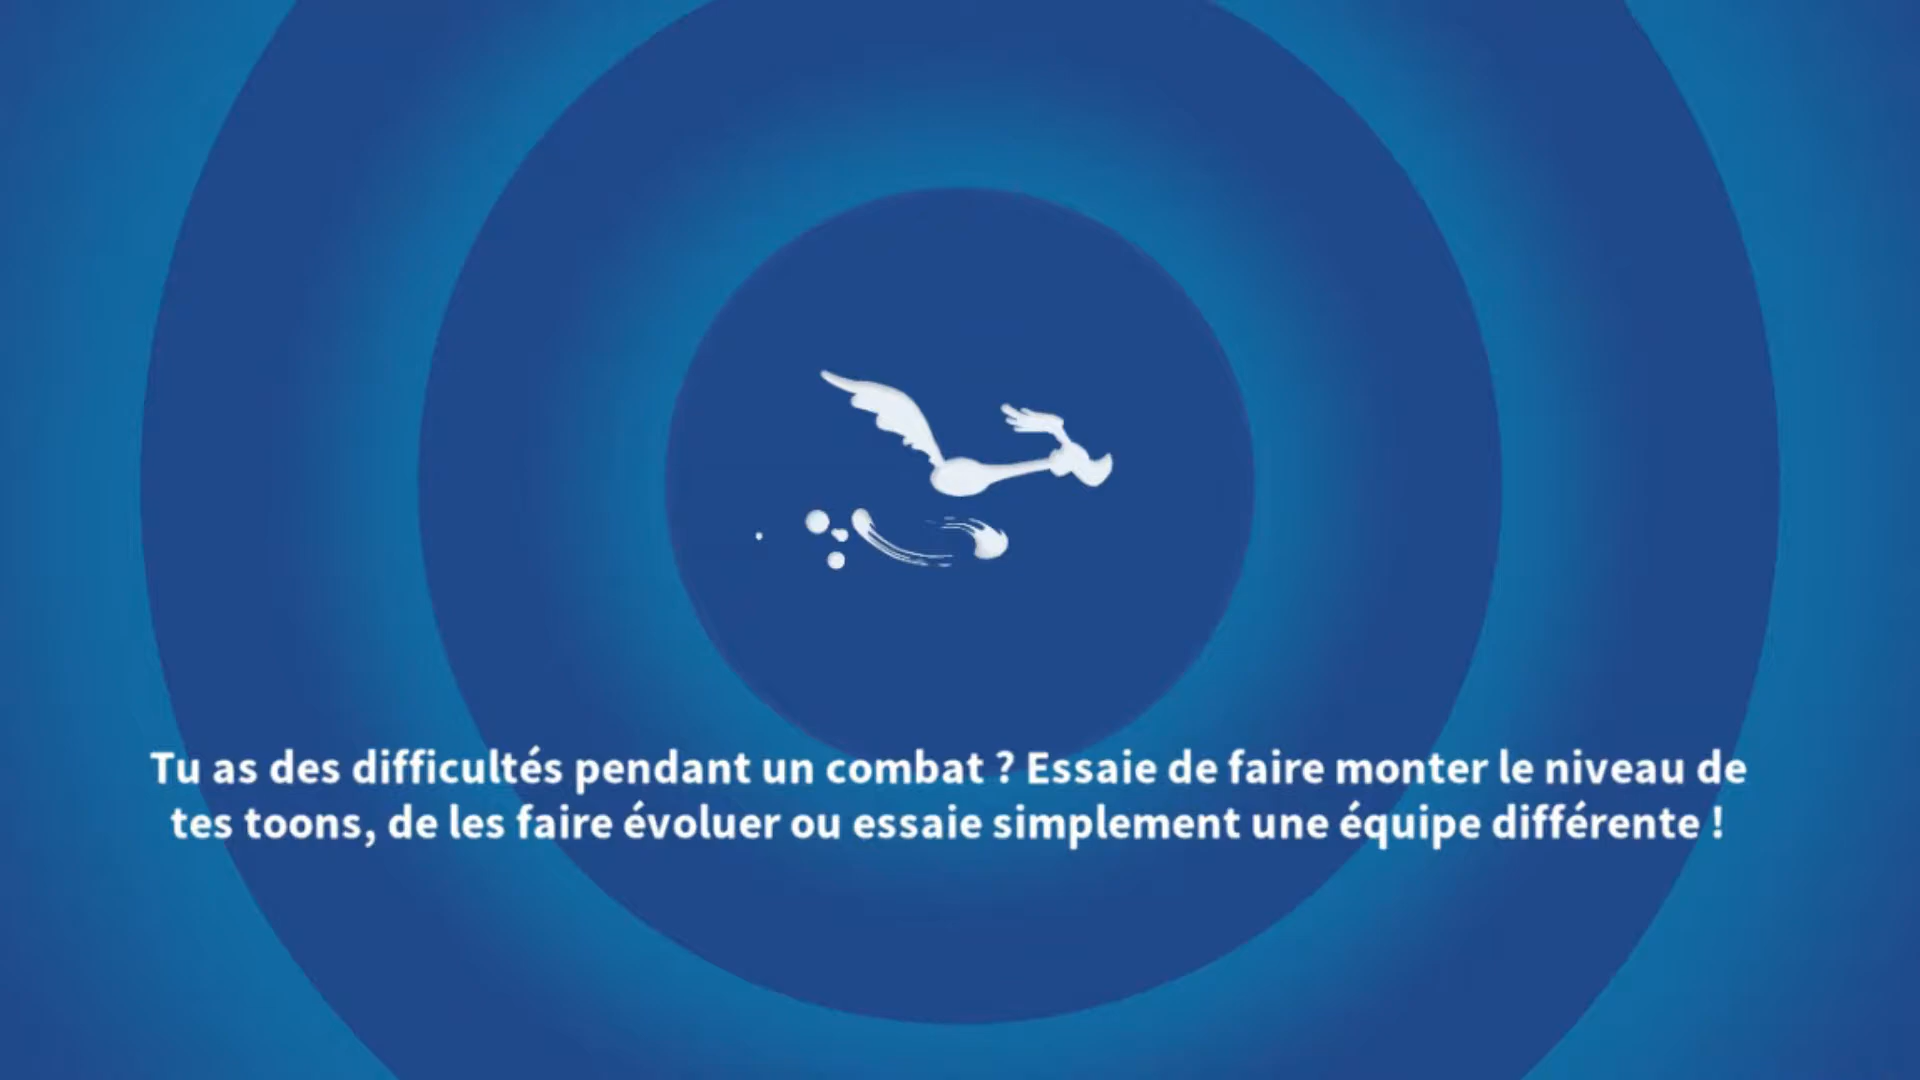 Tu as des difficultés pendant un combat ? Essaie de faire monter le niveau de
tes toons, de les faire évoluer ou essaie simplement une équipe différente !